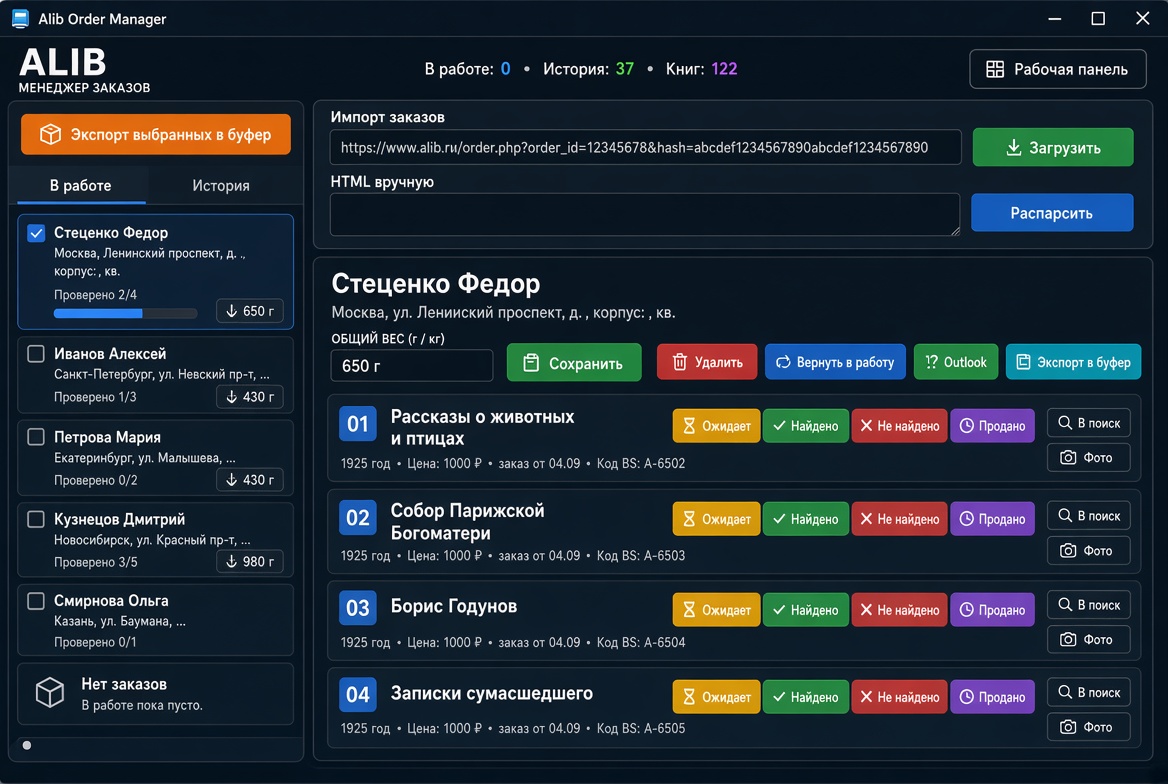 Alib Order Manager
ALIB
МЕНЕДЖЕР ЗАКАЗОВ
В работе: 0 • История: 37 • Книг: 122
Рабочая панель
Экспорт выбранных в буфер
В работе
История
Стеценко Федор
Москва, Ленинский проспект, д. .,
корпус: , кв.
Проверено 2/4
650 г
Иванов Алексей
Санкт-Петербург, ул. Невский пр-т, ...
Проверено 1/3
430 г
Петрова Мария
Екатеринбург, ул. Малышева, ...
Проверено 0/2
430 г
Кузнецов Дмитрий
Новосибирск, ул. Красный пр-т, ...
Проверено 3/5
980 г
Смирнова Ольга
Казань, ул. Баумана, ...
Проверено 0/1
Нет заказов
В работе пока пусто.
Импорт заказов
https://www.alib.ru/order.php?order_id=12345678&hash=abcdef1234567890abcdef1234567890
Загрузить
HTML вручную
Распарсить
Стеценко Федор
Москва, ул. Ленииский проспект, д. , корпус: , кв.
ОБЩИЙ ВЕС (г / кг)
650 г
Сохранить
Удалить
Вернуть в работу
!? Outlook
Экспорт в буфер
01
Рассказы о животных
и птицах
Ожидает
Найдено
Не найдено
Продано
В поиск
Фото
1925 год • Цена: 1000 ₽ • заказ от 04.09 • Код BS: A-6502
02
Собор Парижской
Богоматери
Ожидает
Найдено
Не найдено
Продано
В поиск
Фото
1925 год • Цена: 1000 ₽ • заказ от 04.09 • Код BS: A-6503
03
Борис Годунов
Ожидает
Найдено
Не найдено
Продано
В поиск
Фото
1925 год • Цена: 1000 ₽ • заказ от 04.09 • Код BS: A-6504
04
Записки сумасшедшего
Ожидает
Найдено
Не найдено
Продано
В поиск
Фото
1925 год • Цена: 1000 ₽ • заказ от 04.09 • Код BS: A-6505